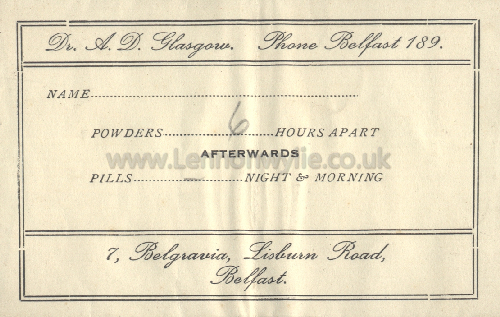 Dr. A. D. Glasgow. Phone Belfast 189.
NAME
POWDERS 6 HOURS APART
AFTERWARDS
www.Lennonwylie.co.uk
PILLS — NIGHT & MORNING
7, Belgravia, Lisburn Road,
Belfast.